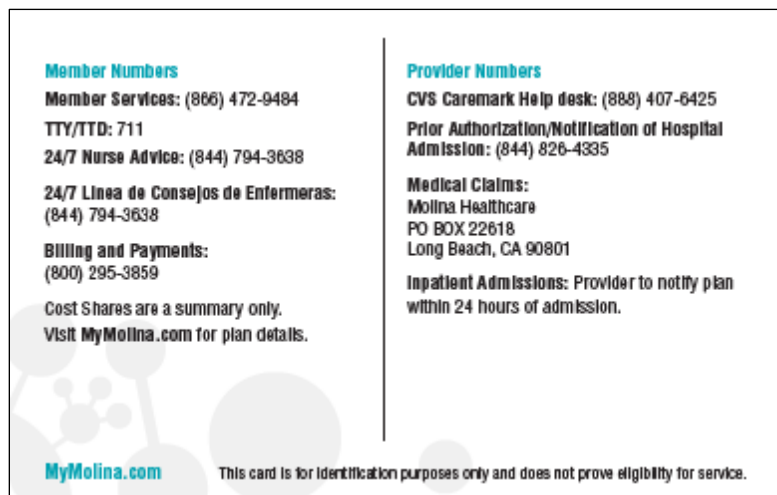 Member Numbers
Member Services: (866) 472-9484
TTY/TTD: 711
24/7 Nurse Advice: (844) 794-3638
24/7 Linea de Consejos de Enfermeras:
(844) 794-3638
Billing and Payments:
(800) 295-3859
Cost Shares are a summary only.
Visit MyMolina.com for plan details.
Provider Numbers
CVS Caremark Help desk: (888) 407-6425
Prior Authorization/Notification of Hospital
Admission: (844) 826-4335
Medical Claims:
Molina Healthcare
PO BOX 22618
Long Beach, CA 90801
Inpatient Admissions: Provider to notify plan
within 24 hours of admission.
MyMolina.com
This card is for identification purposes only and does not prove eligibility for service.